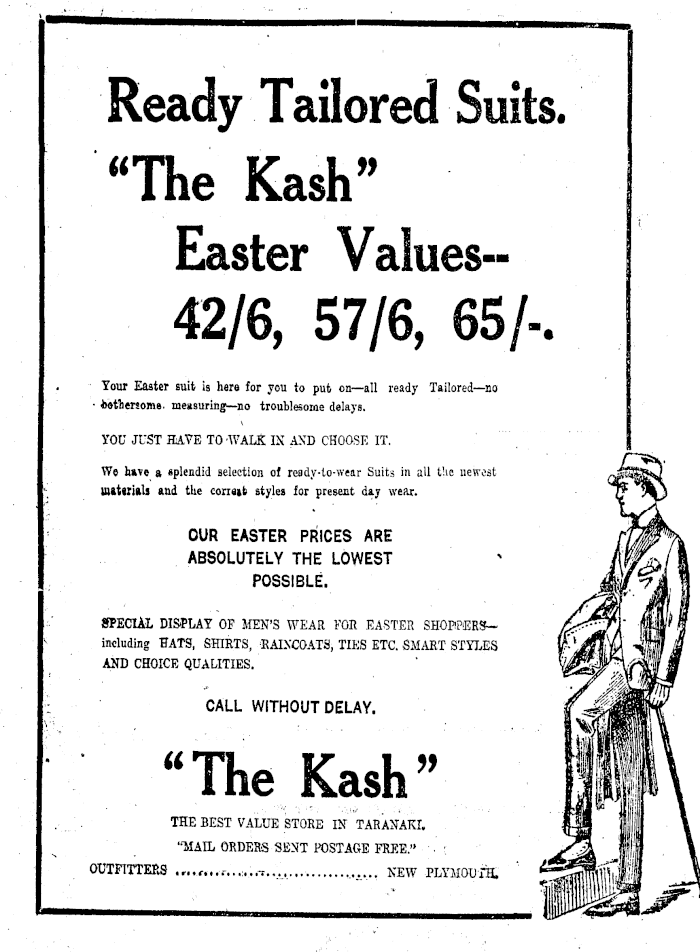 Ready Tailored Suits.
“The Kash”
Easter Values--
42/6, 57/6, 65/-.
Your Easter suit is here for you to put on—all ready Tailored—no
bothersome measuring—no troublesome delays.
YOU JUST HAVE TO WALK IN AND CHOOSE IT.
We have a splendid selection of ready-to-wear Suits in all the newest
materials and the correct styles for present day wear.
OUR EASTER PRICES ARE
ABSOLUTELY THE LOWEST
POSSIBLE.
SPECIAL DISPLAY OF MEN'S WEAR FOR EASTER SHOPPERS—
including HATS, SHIRTS, RAINCOATS, TIES ETC. SMART STYLES
AND CHOICE QUALITIES.
CALL WITHOUT DELAY.
“The Kash”
THE BEST VALUE STORE IN TARANAKI.
“MAIL ORDERS SENT POSTAGE FREE.”
OUTFITTERS .................................... NEW PLYMOUTH.